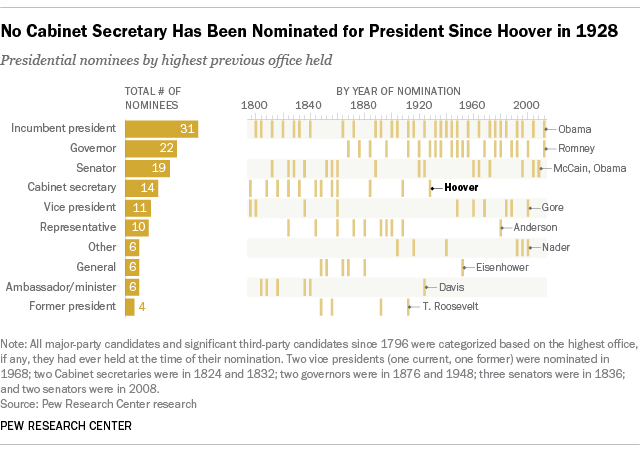 No Cabinet Secretary Has Been Nominated for President Since Hoover in 1928
Presidential nominees by highest previous office held
TOTAL # OF NOMINEES
BY YEAR OF NOMINATION
1800 1840 1880 1920 1960 2000
Incumbent president 31 Obama
Governor 22 Romney
Senator 19 McCain, Obama
Cabinet secretary 14 Hoover
Vice president 11 Gore
Representative 10 Anderson
Other 6 Nader
General 6 Eisenhower
Ambassador/minister 6 Davis
Former president 4 T. Roosevelt
Note: All major-party candidates and significant third-party candidates since 1796 were categorized based on the highest office,
if any, they had ever held at the time of their nomination. Two vice presidents (one current, one former) were nominated in
1968; two Cabinet secretaries were in 1824 and 1832; two governors were in 1876 and 1948; three senators were in 1836;
and two senators were in 2008.
Source: Pew Research Center research
PEW RESEARCH CENTER